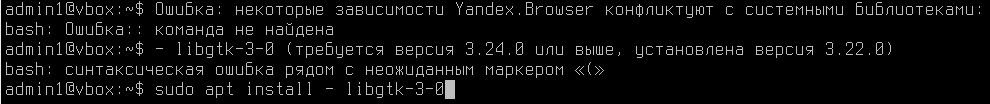 admin1@vbox:~$ Ошибка: некоторые зависимости Yandex.Browser конфликтуют с системными библиотеками:
bash: Ошибка:: команда не найдена
admin1@vbox:~$ - libgtk-3-0 (требуется версия 3.24.0 или выше, установлена версия 3.22.0)
bash: синтаксическая ошибка рядом с неожиданным маркером «(»
admin1@vbox:~$ sudo apt install - libgtk-3-0